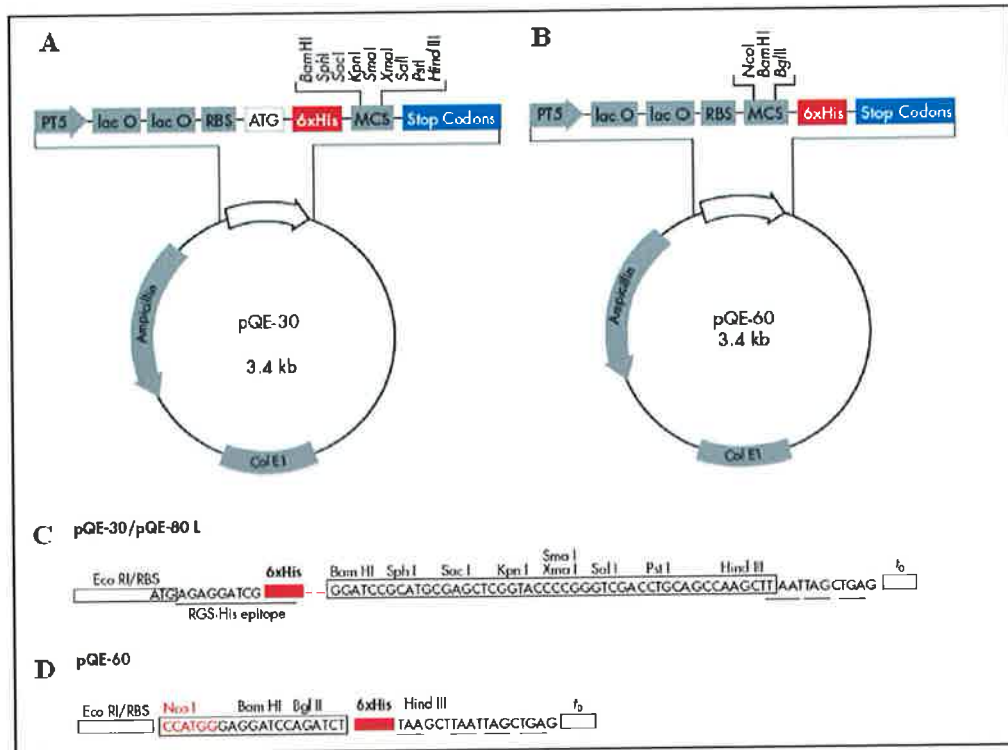 A
BamHI
SphI
SacI
KpnI
SmaI
XmaI
SalI
PstI
Hind III
PT5 lac O lac O RBS ATG 6xHis MCS Stop Codons
Ampicillin
pQE-30
3.4 kb
Col E1
B
NcoI
BamHI
BglII
PT5 lac O lac O RBS MCS 6xHis Stop Codons
Ampicillin
pQE-60
3.4 kb
Col E1
C pQE-30/pQE-80 L
Sma I
Eco RI/RBS 6xHis Bam HI Sph I Sac I Kpn I Xma I Sal I Pst I Hind III t0
ATGAGAGGATCG GGATCCGCATGCGAGCTCGGTACCCCGGGTCGACCTGCAGCCAAGCTTAATTAGCTGAG
RGS·His epitope
D pQE-60
Eco RI/RBS Nco I Bam HI Bgl II 6xHis Hind III t0
CCATGGGAGGATCCAGATCT TAAGCTTAATTAGCTGAG